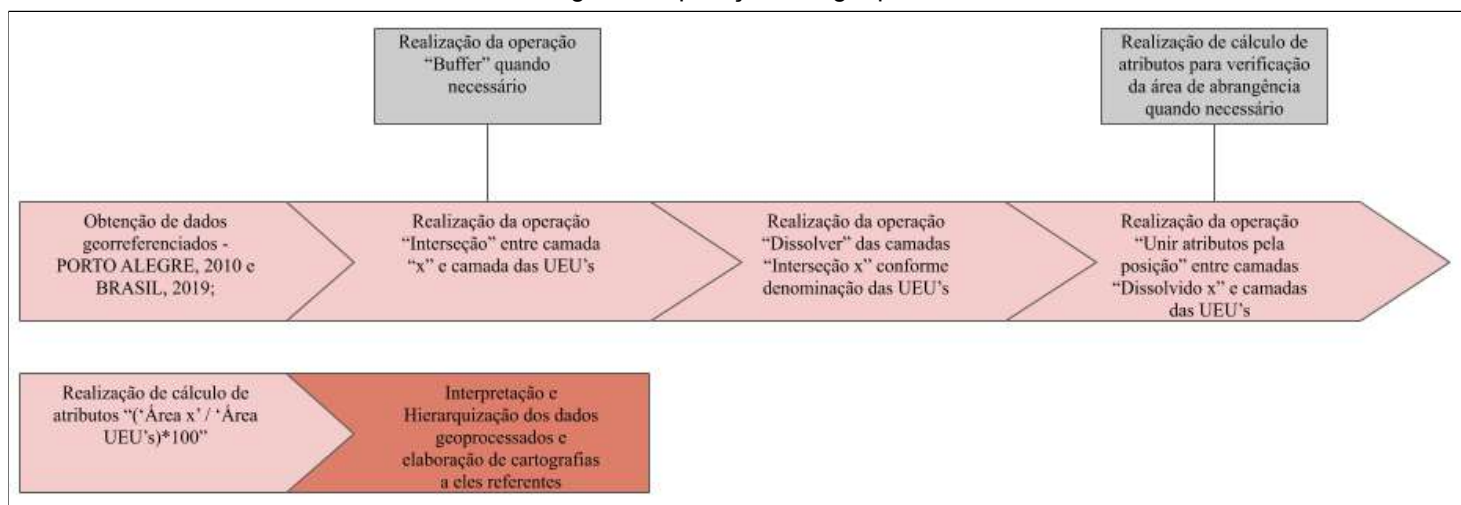 Realização da operação
“Buffer” quando
necessário
Realização de cálculo de
atributos para verificação
da área de abrangência
quando necessário
Obtenção de dados
georreferenciados -
PORTO ALEGRE, 2010 e
BRASIL, 2019;
Realização da operação
“Interseção” entre camada
“x” e camada das UEU’s
Realização da operação
“Dissolver” das camadas
“Interseção x” conforme
denominação das UEU’s
Realização da operação
“Unir atributos pela
posição” entre camadas
“Dissolvido x” e camadas
das UEU’s
Realização de cálculo de
atributos “(‘Área x’ / ‘Área
UEU’s)*100”
Interpretação e
Hierarquização dos dados
geoprocessados e
elaboração de cartografias
a eles referentes